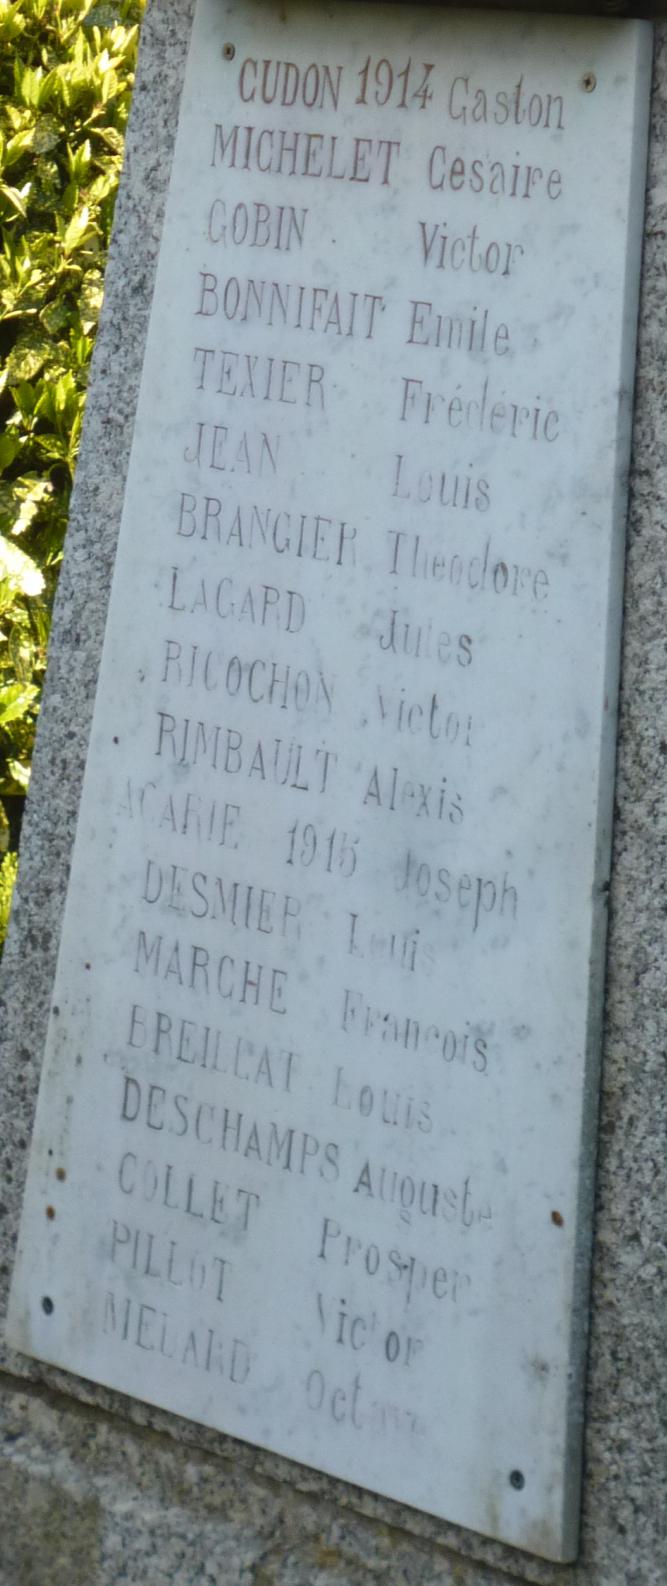 CUDON 1914 Gaston
MICHELET Cesaire
GOBIN Victor
BONNIFAIT Emile
TEXIER Frédéric
JEAN Louis
BRANGIER Theodore
LAGARD Jules
RICOCHON Victor
RIMBAULT Alexis
ACARIE 1915 Joseph
DESMIER Louis
MARCHE François
BREILLAT Louis
DESCHAMPS Auguste
COLLET Prosper
PILLOT Victor
MELARD Octave